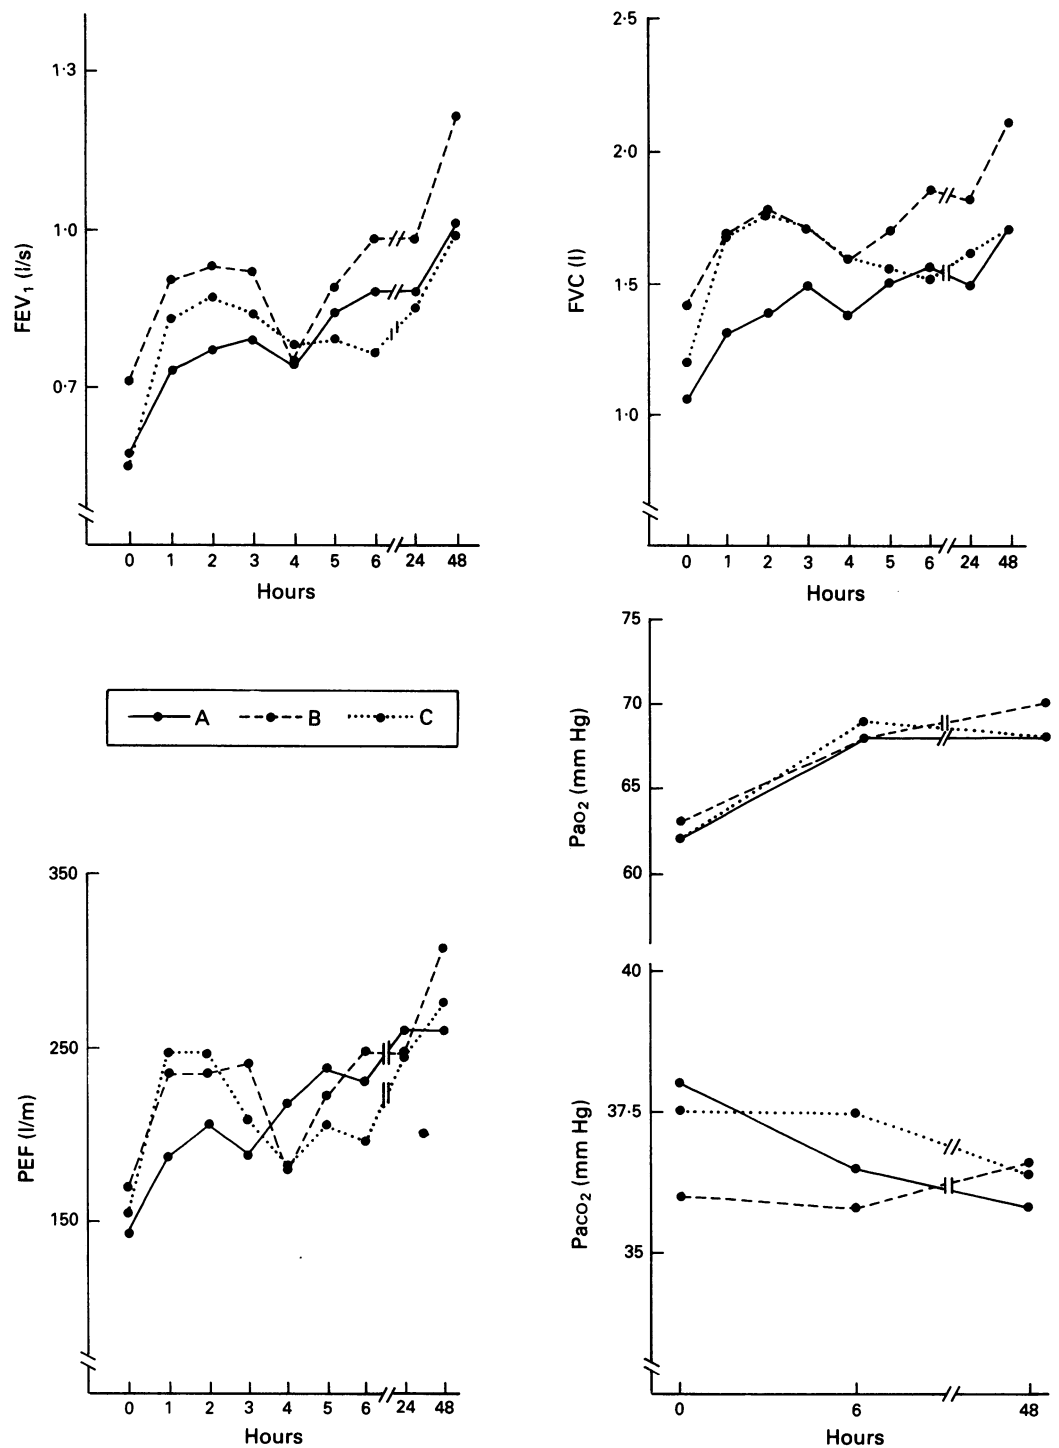 1·3
1·0
0·7
FEV1 (l/s)
0 1 2 3 4 5 6 24 48
Hours
2·5
2·0
1·5
1·0
FVC (l)
0 1 2 3 4 5 6 24 48
Hours
A B C
75
70
65
60
Pao2 (mm Hg)
350
250
150
PEF (l/m)
0 1 2 3 4 5 6 24 48
Hours
40
37·5
35
Paco2 (mm Hg)
0 6 48
Hours